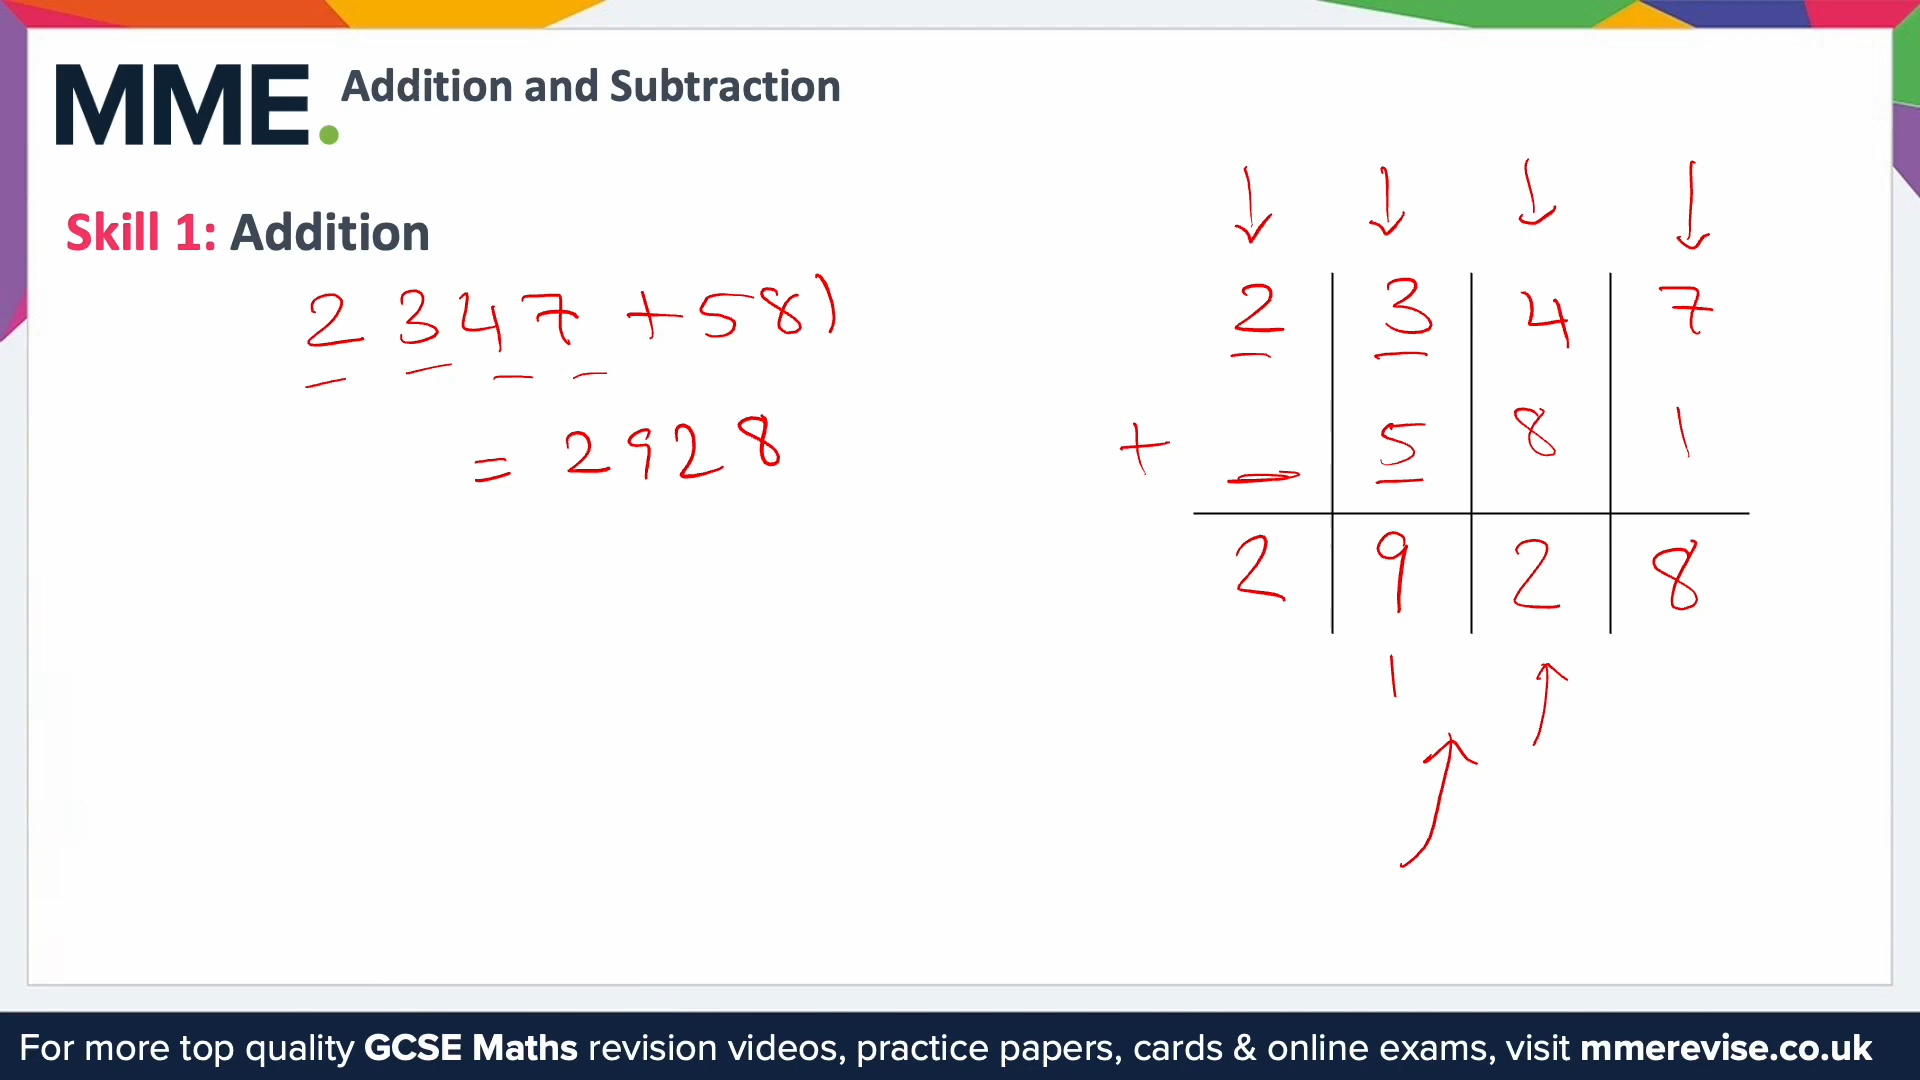 MME. Addition and Subtraction
Skill 1: Addition
2347 + 581
= 2928
2 3 4 7
+ 5 8 1
2 9 2 8
1
For more top quality GCSE Maths revision videos, practice papers, cards & online exams, visit mmerevise.co.uk